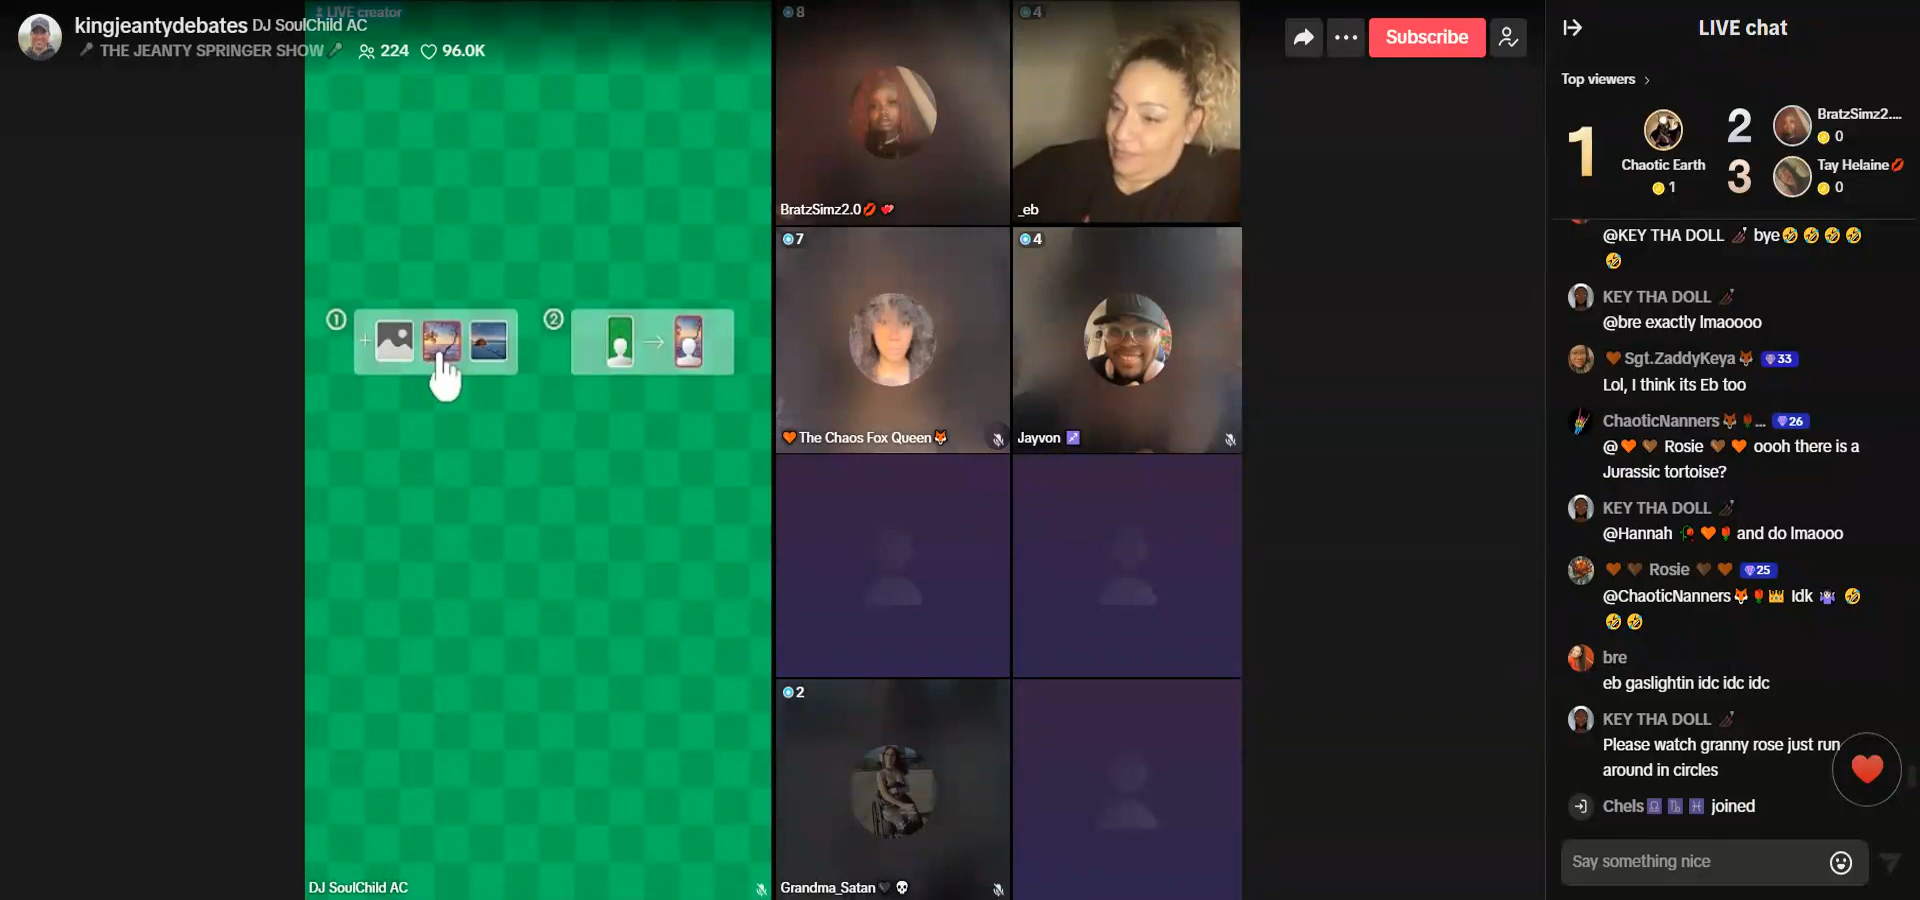 kingjeantydebates DJ SoulChild AC
🎤 THE JEANTY SPRINGER SHOW 🎤 224 96.0K
LIVE creator
① ②
DJ SoulChild AC
8
BratzSimz2.0💋 💖
4
_eb
7
🧡The Chaos Fox Queen🦊
4
Jayvon ♐
2
Grandma_Satan🖤 💀
Subscribe
LIVE chat
Top viewers >
1
Chaotic Earth
1
2
BratzSimz2....
0
3
Tay Helaine💋
0
@KEY THA DOLL 💅🏿 bye🤣🤣🤣🤣
🤣
KEY THA DOLL 💅🏿
@bre exactly lmaoooo
🧡Sgt.ZaddyKeya🦊 33
Lol, I think its Eb too
ChaoticNanners🦊🌹... 26
@🧡🤎 Rosie 🤎🧡 oooh there is a
Jurassic tortoise?
KEY THA DOLL 💅🏿
@Hannah 🥀🧡🌹 and do lmaooo
🧡🤎 Rosie 🤎🧡 25
@ChaoticNanners🦊🌹👑 Idk 🤷🏻‍♀️ 🤣
🤣🤣
bre
eb gaslightin idc idc idc
KEY THA DOLL 💅🏿
Please watch granny rose just run
around in circles
Chels♎♑♓ joined
Say something nice